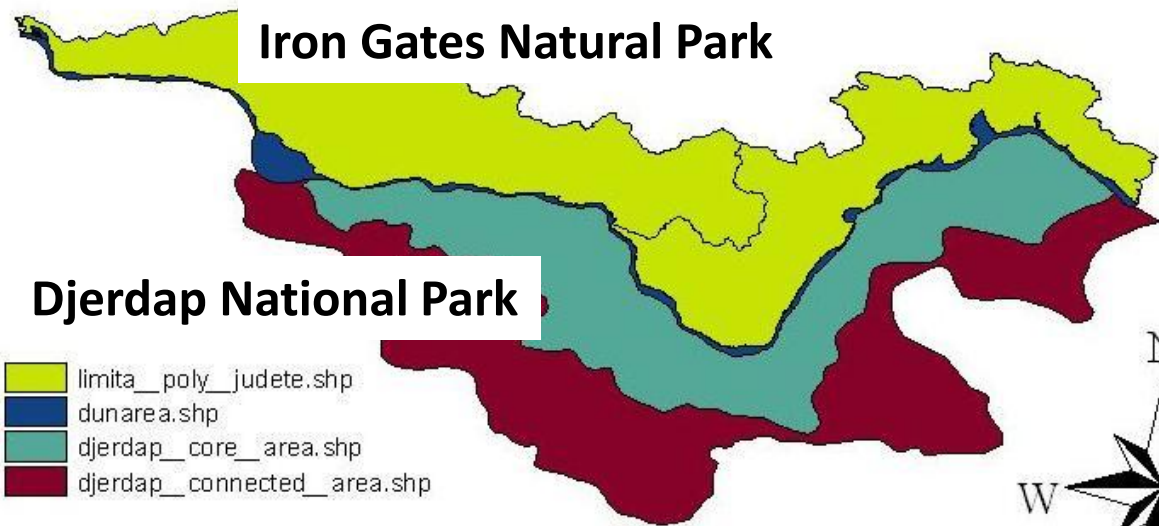 Iron Gates Natural Park
Djerdap National Park
limita__poly__judete.shp
dunarea.shp
djerdap__core__area.shp
djerdap__connected__area.shp
N
W